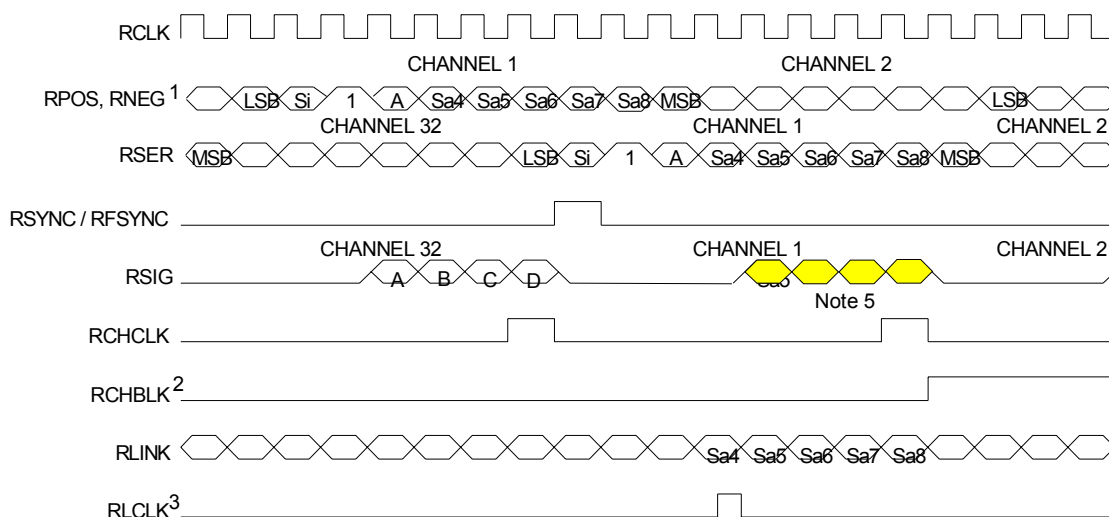 RCLK
CHANNEL 1 CHANNEL 2
RPOS, RNEG 1 LSB Si 1 A Sa4 Sa5 Sa6 Sa7 Sa8 MSB LSB
CHANNEL 32 CHANNEL 1 CHANNEL 2
RSER MSB LSB Si 1 A Sa4 Sa5 Sa6 Sa7 Sa8 MSB
RSYNC / RFSYNC
CHANNEL 32 CHANNEL 1 CHANNEL 2
RSIG A B C D
Note 5
RCHCLK
RCHBLK 2
RLINK Sa4 Sa5 Sa6 Sa7 Sa8
RLCLK 3